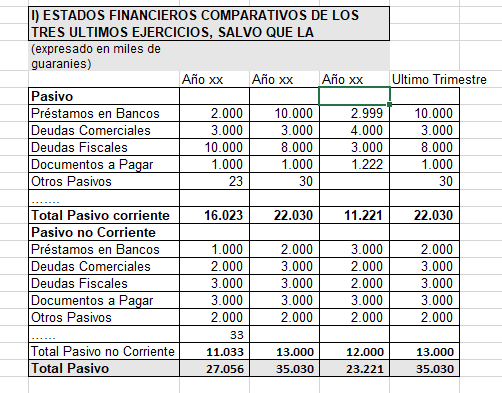 I) ESTADOS FINANCIEROS COMPARATIVOS DE LOS
TRES ULTIMOS EJERCICIOS, SALVO QUE LA
(expresado en miles de
guaranies)
Año xx Año xx Año xx Ultimo Trimestre
Pasivo
Préstamos en Bancos 2.000 10.000 2.999 10.000
Deudas Comerciales 3.000 3.000 4.000 3.000
Deudas Fiscales 10.000 8.000 3.000 8.000
Documentos a Pagar 1.000 1.000 1.222 1.000
Otros Pasivos 23 30 30
.......
Total Pasivo corriente 16.023 22.030 11.221 22.030
Pasivo no Corriente
Préstamos en Bancos 1.000 2.000 3.000 2.000
Deudas Comerciales 2.000 3.000 2.000 3.000
Deudas Fiscales 3.000 3.000 2.000 3.000
Documentos a Pagar 3.000 3.000 3.000 3.000
Otros Pasivos 2.000 2.000 2.000 2.000
...... 33
Total Pasivo no Corriente 11.033 13.000 12.000 13.000
Total Pasivo 27.056 35.030 23.221 35.030